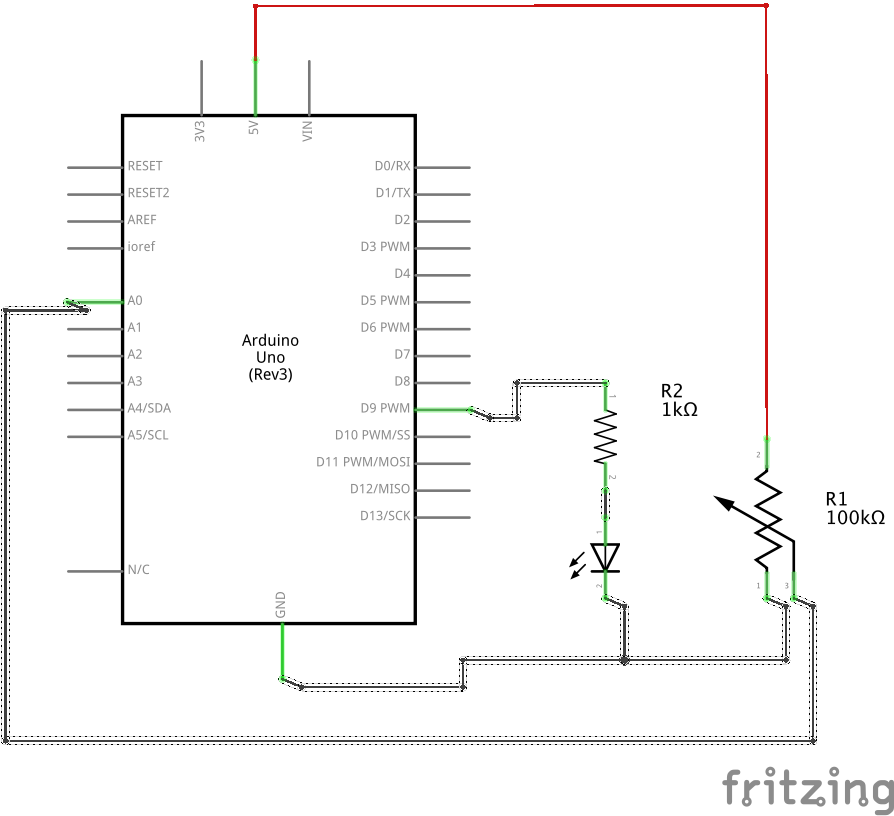 3V3
5V
VIN
RESET
D0/RX
RESET2
D1/TX
AREF
D2
ioref
D3 PWM
D4
A0
D5 PWM
A1
D6 PWM
Arduino
Uno
(Rev3)
A2
D7
A3
D8
A4/SDA
D9 PWM
A5/SCL
D10 PWM/SS
D11 PWM/MOSI
D12/MISO
D13/SCK
N/C
GND
1
R2
1kΩ
2
1
2
2
R1
100kΩ
1
3
fritzing